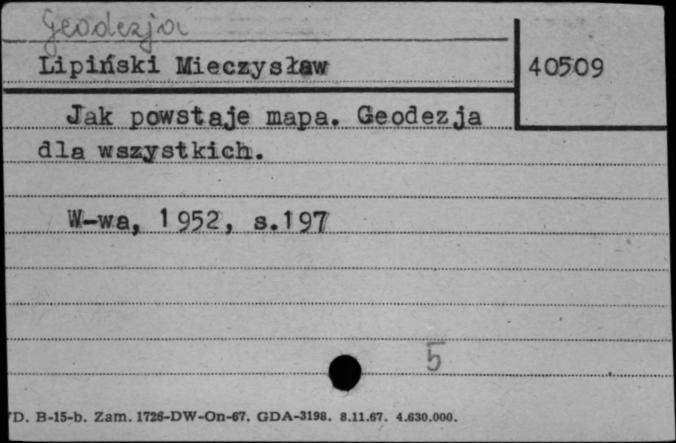 Geodezja
Lipiński Mieczysław
40509
Jak powstaje mapa. Geodezja
dla wszystkich.
W-wa, 1952, s.197
5
D. B-15-b. Zam. 1726-DW-On-67. GDA-3198. 8.11.67. 4.630.000.